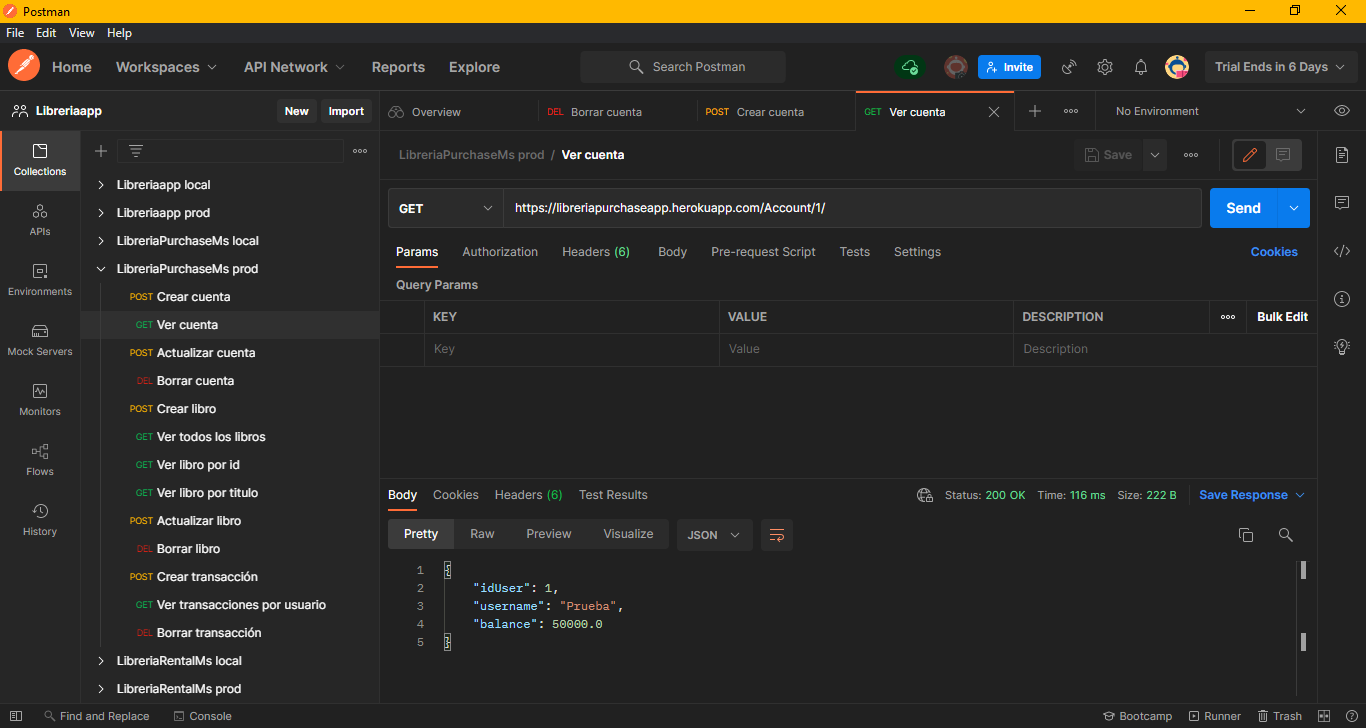 Postman
File Edit View Help
Home Workspaces API Network Reports Explore Search Postman Invite Trial Ends in 6 Days
Libreriaapp New Import
Overview DEL Borrar cuenta POST Crear cuenta GET Ver cuenta No Environment
Collections
APIs
Environments
Mock Servers
Monitors
Flows
History
Libreriaapp local
Libreriaapp prod
LibreriaPurchaseMs local
LibreriaPurchaseMs prod
POST Crear cuenta
GET Ver cuenta
POST Actualizar cuenta
DEL Borrar cuenta
POST Crear libro
GET Ver todos los libros
GET Ver libro por id
GET Ver libro por titulo
POST Actualizar libro
DEL Borrar libro
POST Crear transacción
GET Ver transacciones por usuario
DEL Borrar transacción
LibreriaRentalMs local
LibreriaRentalMs prod
LibreriaPurchaseMs prod / Ver cuenta Save
GET https://libreriapurchaseapp.herokuapp.com/Account/1/ Send
Params Authorization Headers (6) Body Pre-request Script Tests Settings Cookies
Query Params
KEY VALUE DESCRIPTION Bulk Edit
Key Value Description
Body Cookies Headers (6) Test Results Status: 200 OK Time: 116 ms Size: 222 B Save Response
Pretty Raw Preview Visualize JSON
1 {
2 "idUser": 1,
3 "username": "Prueba",
4 "balance": 50000.0
5 }
Find and Replace Console Bootcamp Runner Trash